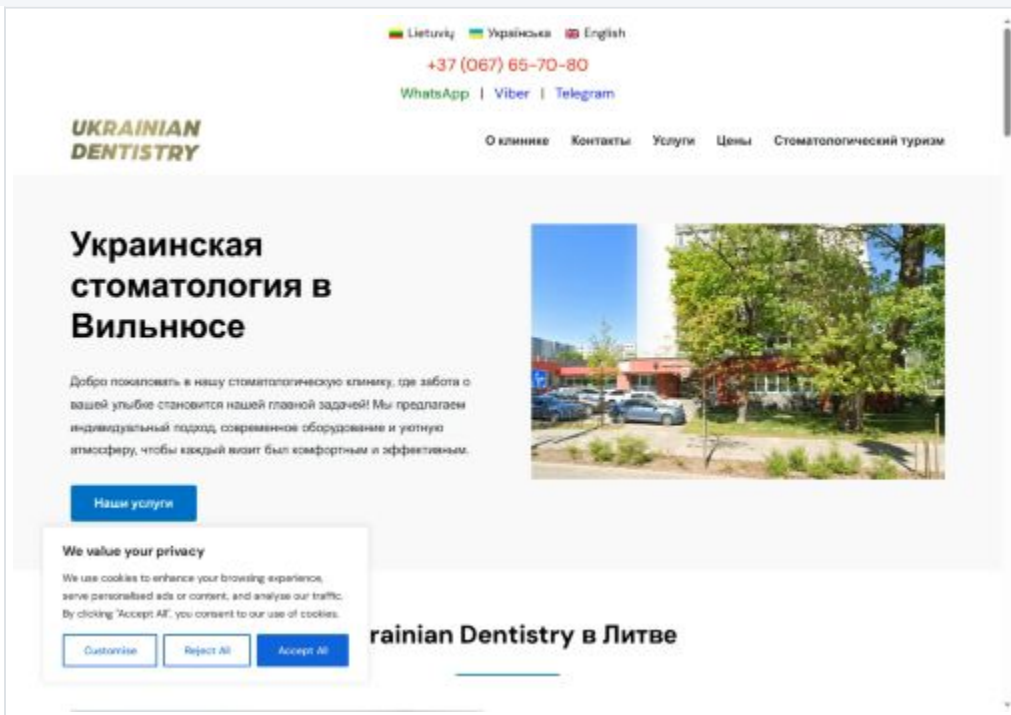 Lietuvių Українська English
+37 (067) 65-70-80
WhatsApp | Viber | Telegram
UKRAINIAN
DENTISTRY
О клинике Контакты Услуги Цены Стоматологический туризм
Украинская
стоматология в
Вильнюсе
Добро пожаловать в нашу стоматологическую клинику, где забота о
вашей улыбке становится нашей главной задачей! Мы предлагаем
индивидуальный подход, современное оборудование и уютную
атмосферу, чтобы каждый визит был комфортным и эффективным.
Наши услуги
We value your privacy
We use cookies to enhance your browsing experience,
serve personalised ads or content, and analyse our traffic.
By clicking "Accept All", you consent to our use of cookies.
Customise Reject All Accept All
rainian Dentistry в Литве